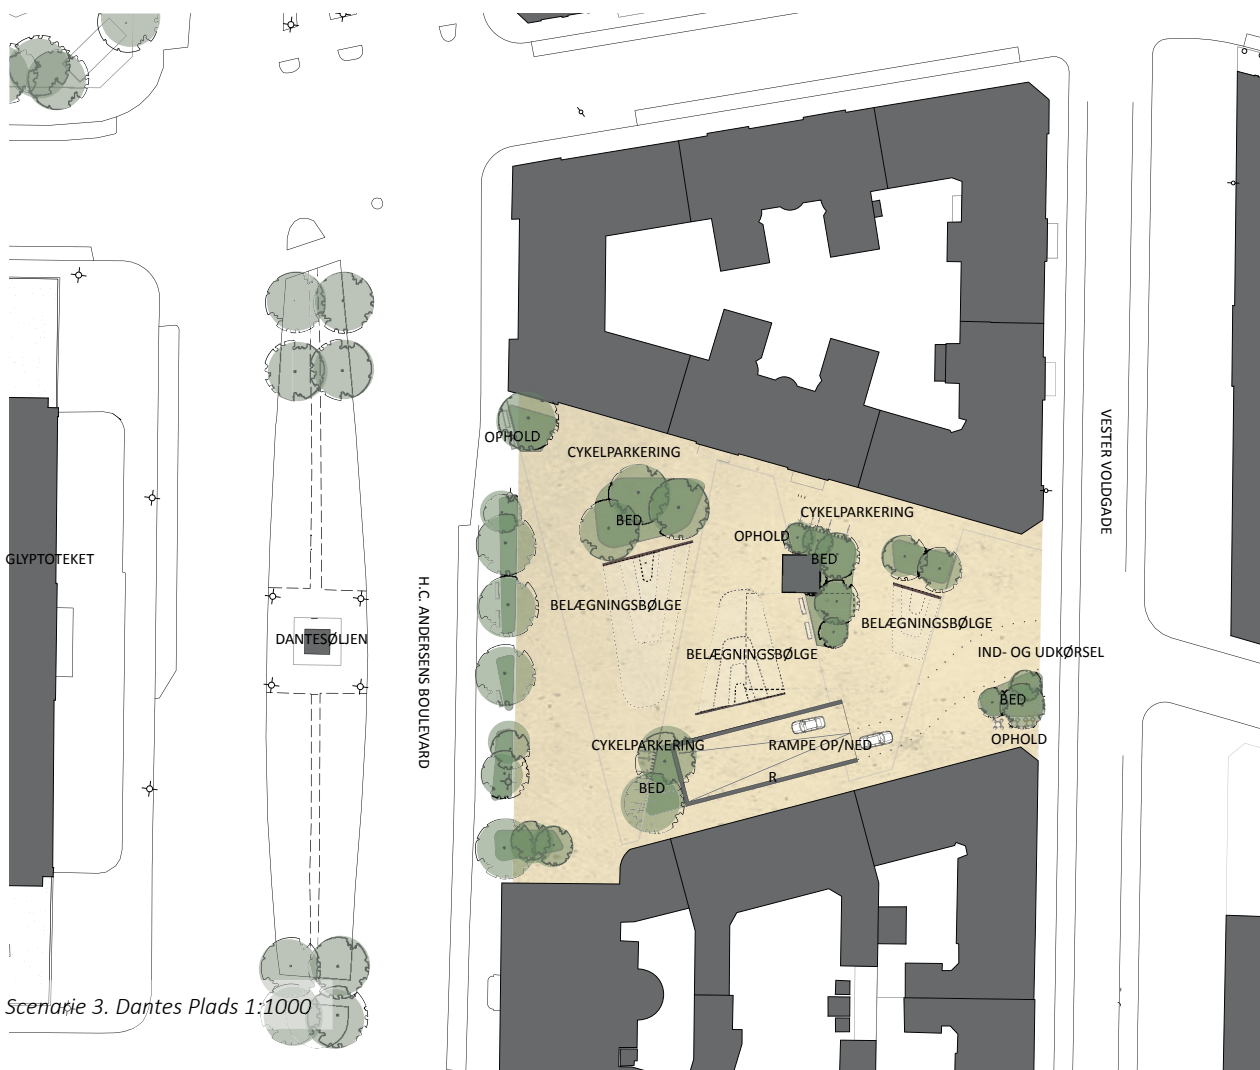 VESTER VOLDGADE
OPHOLD
CYKELPARKERING
BED
CYKELPARKERING
OPHOLD
BED
GLYPTOTEKET
BELÆGNINGSBØLGE
BELÆGNINGSBØLGE
DANTESØLJEN
H.C. ANDERSENS BOULEVARD
BELÆGNINGSBØLGE
IND- OG UDKØRSEL
BED
OPHOLD
CYKELPARKERING
RAMPE OP/NED
R
BED
Scenarie 3. Dantes Plads 1:1000